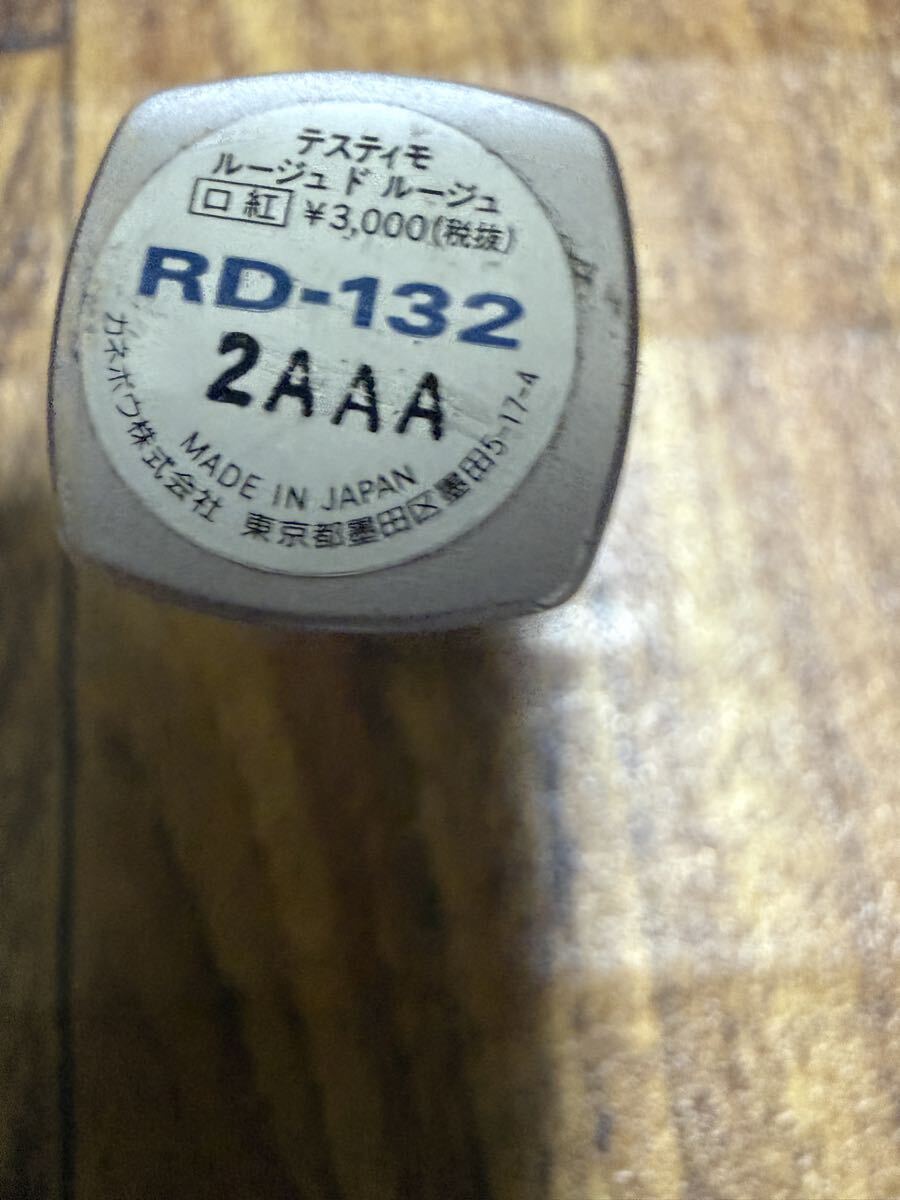 テスティモ
ルージュ ド ルージュ
口紅 ¥3,000(税抜)
RD-132
2AAA
MADE IN JAPAN
カネボウ株式会社 東京都墨田区墨田5-17-4